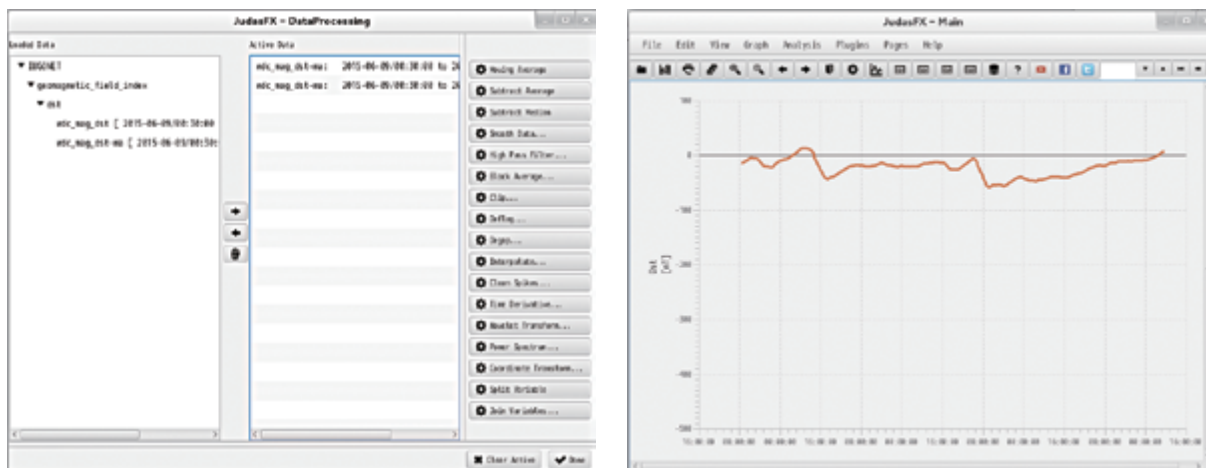 JudasFX - DataProcessing
Loaded Data
Active Data
IUGONET
geomagnetic_field_index
dst
wdc_mag_dst [ 2015-06-09/00:30:00
wdc_mag_dst-ma [ 2015-06-09/00:30:
wdc_mag_dst-ma: 2015-06-09/00:30:00 to 20
wdc_mag_dst-ma: 2015-06-09/00:30:00 to 20
Moving Average
Subtract Average
Subtract Median
Smooth Data...
High Pass Filter...
Block Average...
Clip...
Deflag...
Degap...
Interpolate...
Clean Spikes...
Time Derivative...
Wavelet Transform...
Power Spectrum...
Coordinate Transform...
Split Variable
Join Variables...
Clear Active
Done
JudasFX - Main
File Edit View Graph Analysis Plugins Pages Help
100
0
-100
-200
-300
-400
-500
Dst
[nT]